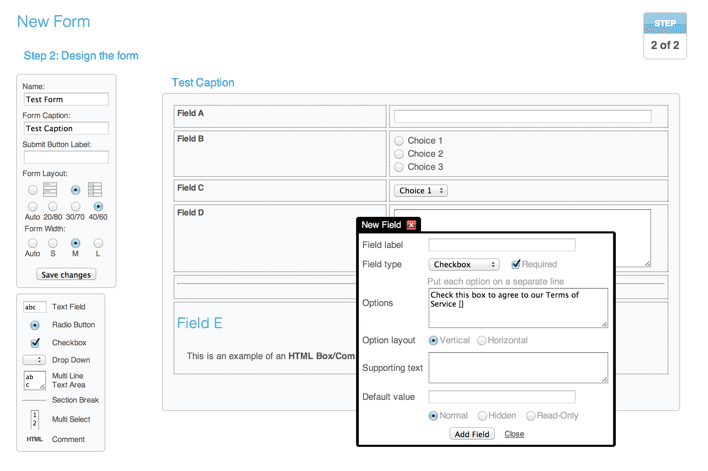 New Form
STEP
2 of 2
Step 2: Design the form
Name:
Test Form
Form Caption:
Test Caption
Submit Button Label:
Form Layout:
Auto 20/80 30/70 40/60
Form Width:
Auto S M L
Save changes
abc Text Field
Radio Button
Checkbox
Drop Down
ab
c
Multi Line
Text Area
Section Break
1
2
Multi Select
HTML Comment
Test Caption
Field A
Field B
Choice 1
Choice 2
Choice 3
Field C Choice 1
Field D
Field E
This is an example of an HTML Box/Com
New Field
Field label
Field type Checkbox Required
Put each option on a separate line
Options
Check this box to agree to our Terms of
Service []
Option layout Vertical Horizontal
Supporting text
Default value
Normal Hidden Read-Only
Add Field Close